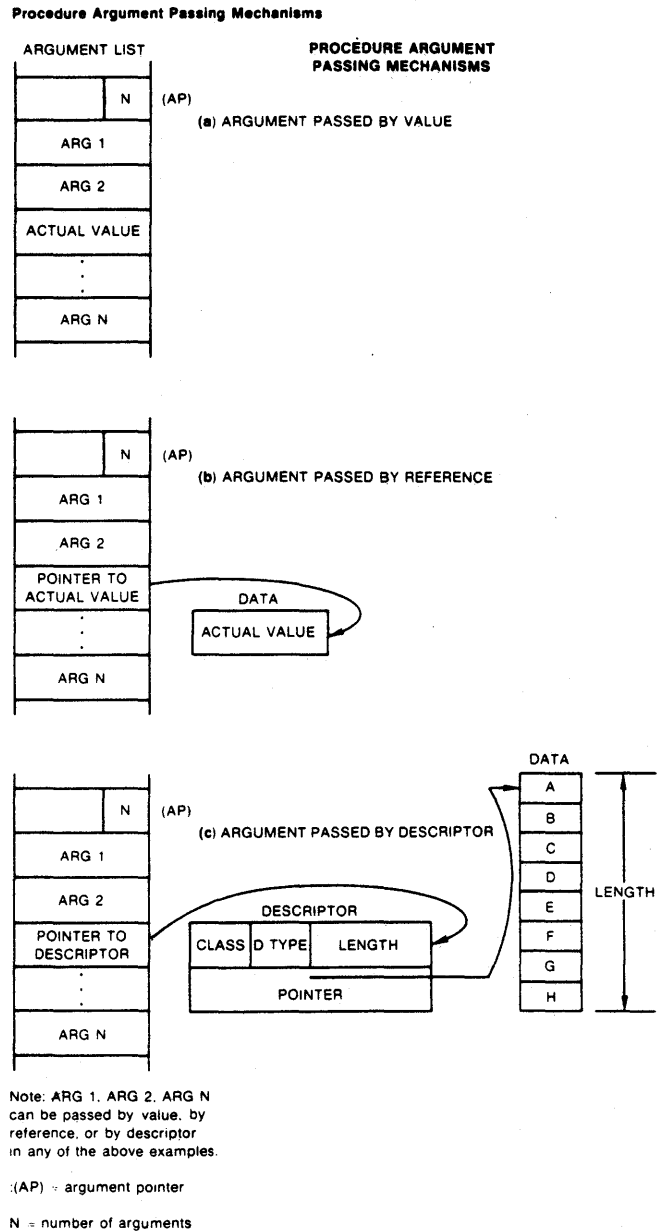 Procedure Argument Passing Mechanisms
ARGUMENT LIST
PROCEDURE ARGUMENT
PASSING MECHANISMS
N
(AP)
(a) ARGUMENT PASSED BY VALUE
ARG 1
ARG 2
ACTUAL VALUE
.
.
.
ARG N
N
(AP)
(b) ARGUMENT PASSED BY REFERENCE
ARG 1
ARG 2
POINTER TO
ACTUAL VALUE
DATA
ACTUAL VALUE
.
.
.
ARG N
N
(AP)
(c) ARGUMENT PASSED BY DESCRIPTOR
ARG 1
ARG 2
POINTER TO
DESCRIPTOR
.
.
.
ARG N
DESCRIPTOR
CLASS
D TYPE
LENGTH
POINTER
DATA
A
B
C
D
E
F
G
H
LENGTH
Note: ARG 1, ARG 2, ARG N
can be passed by value, by
reference, or by descriptor
in any of the above examples.
:(AP) = argument pointer
N = number of arguments